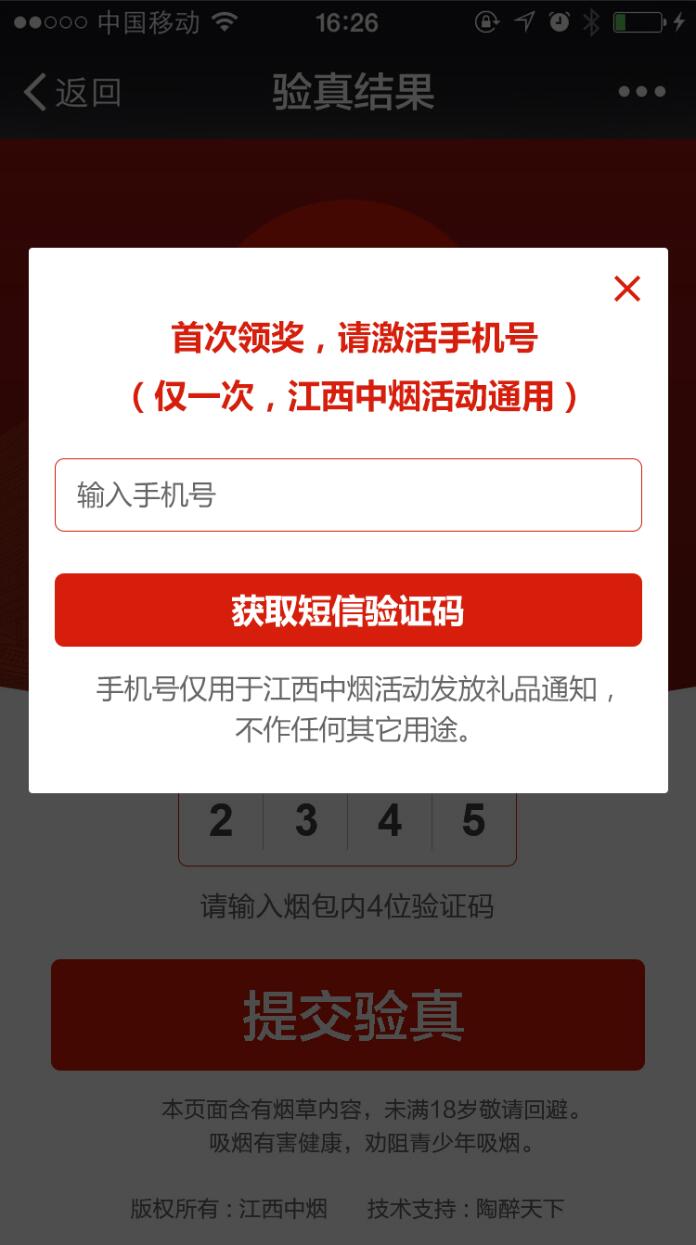 中国移动
16:26
返回
验真结果
首次领奖，请激活手机号
（仅一次，江西中烟活动通用）
输入手机号
获取短信验证码
手机号仅用于江西中烟活动发放礼品通知，
不作任何其它用途。
2 3 4 5
请输入烟包内4位验证码
提交验真
本页面含有烟草内容，未满18岁敬请回避。
吸烟有害健康，劝阻青少年吸烟。
版权所有：江西中烟 技术支持：陶醉天下